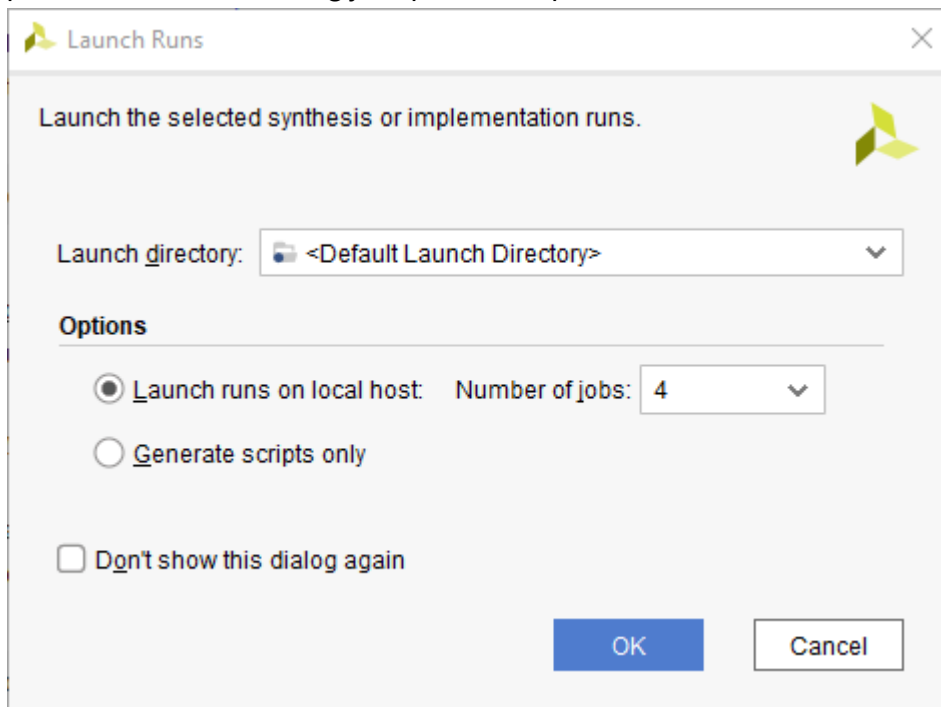 Launch Runs
Launch the selected synthesis or implementation runs.
Launch directory: <Default Launch Directory>
Options
Launch runs on local host: Number of jobs: 4
Generate scripts only
Don't show this dialog again
OK Cancel